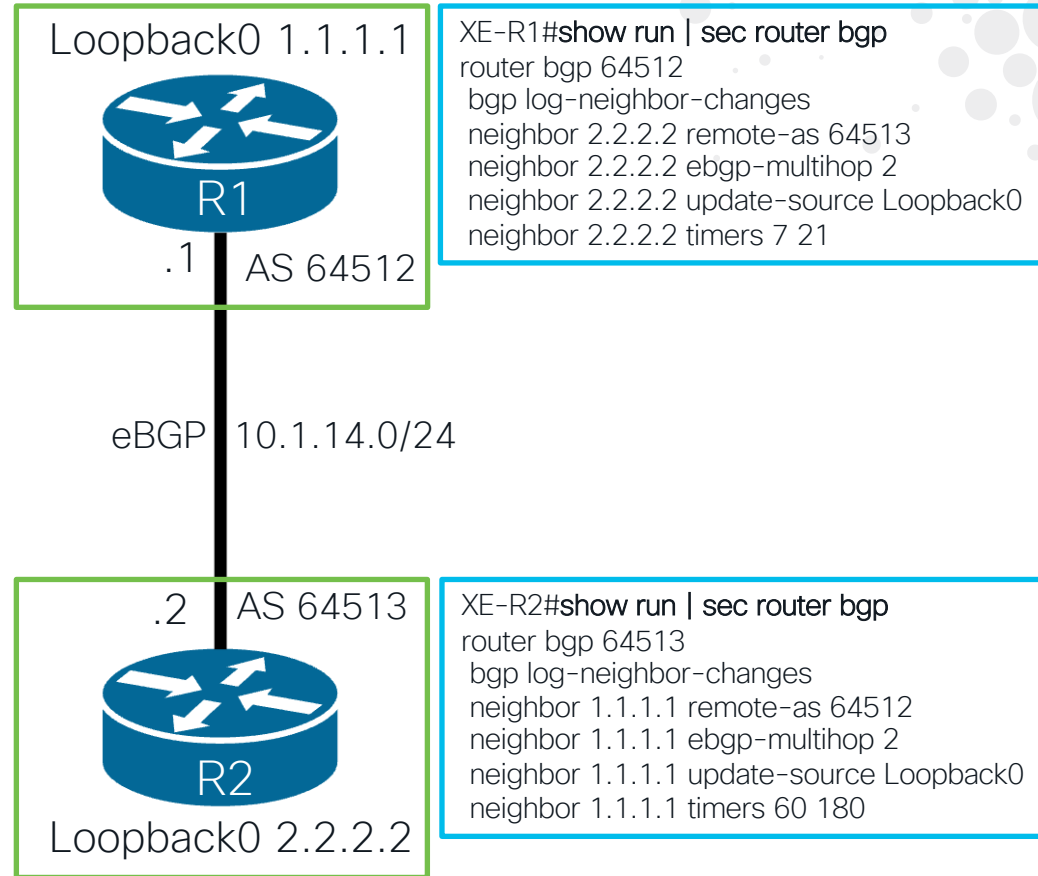 Loopback0 1.1.1.1
R1
.1
AS 64512
XE-R1#show run | sec router bgp
router bgp 64512
bgp log-neighbor-changes
neighbor 2.2.2.2 remote-as 64513
neighbor 2.2.2.2 ebgp-multihop 2
neighbor 2.2.2.2 update-source Loopback0
neighbor 2.2.2.2 timers 7 21
eBGP
10.1.14.0/24
.2
AS 64513
R2
Loopback0 2.2.2.2
XE-R2#show run | sec router bgp
router bgp 64513
bgp log-neighbor-changes
neighbor 1.1.1.1 remote-as 64512
neighbor 1.1.1.1 ebgp-multihop 2
neighbor 1.1.1.1 update-source Loopback0
neighbor 1.1.1.1 timers 60 180